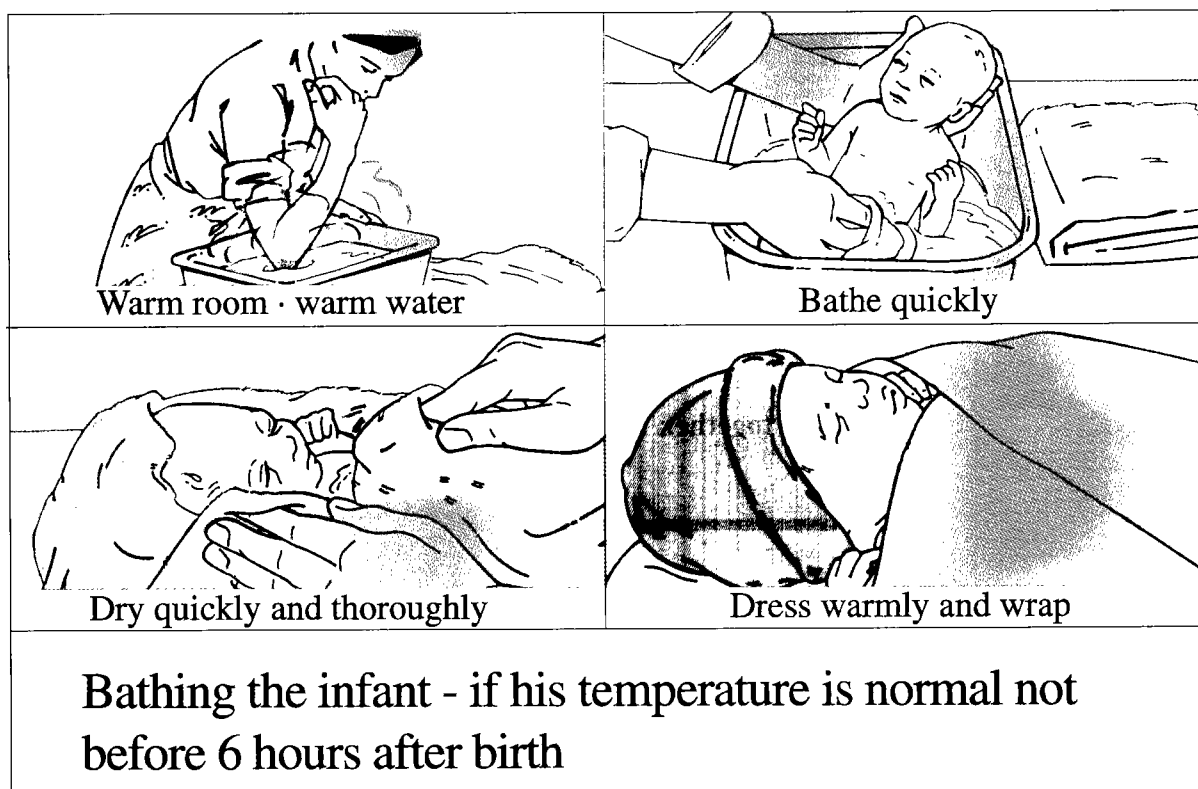 Warm room · warm water
Bathe quickly
Dry quickly and thoroughly
Dress warmly and wrap
Bathing the infant - if his temperature is normal not
before 6 hours after birth